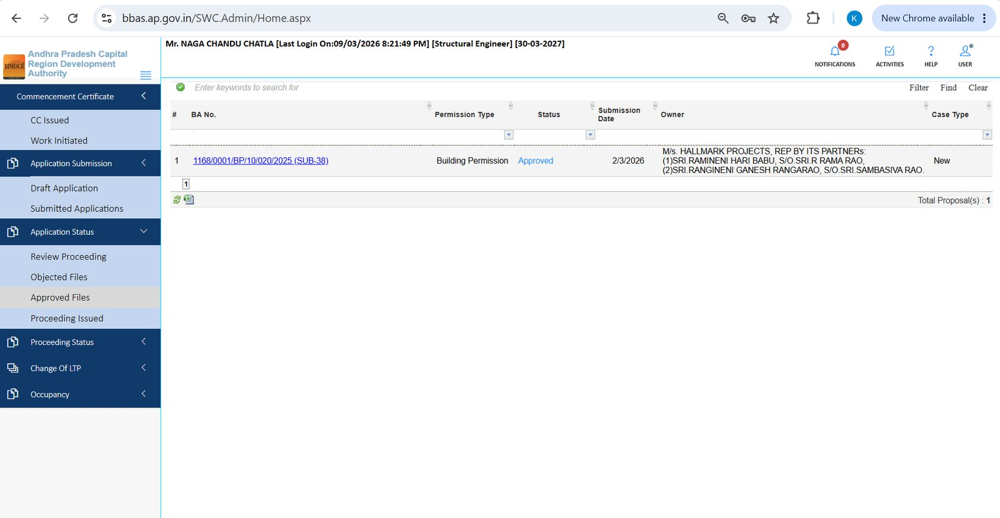 bbas.ap.gov.in/SWC.Admin/Home.aspx
K
New Chrome available
BIMDCR
Andhra Pradesh Capital
Region Development
Authority
Mr. NAGA CHANDU CHATLA [Last Login On:09/03/2026 8:21:49 PM] [Structural Engineer] [30-03-2027]
0
NOTIFICATIONS
ACTIVITIES
HELP
USER
Commencement Certificate
CC Issued
Work Initiated
Application Submission
Draft Application
Submitted Applications
Application Status
Review Proceeding
Objected Files
Approved Files
Proceeding Issued
Proceeding Status
Change Of LTP
Occupancy
Enter keywords to search for
Filter Find Clear
# BA No. Permission Type Status Submission Date Owner Case Type
1 1168/0001/BP/10/020/2025 (SUB-38) Building Permission Approved 2/3/2026
M/s. HALLMARK PROJECTS, REP BY ITS PARTNERs:
(1)SRI.RAMINENI HARI BABU, S/O.SRI.R RAMA RAO,
(2)SRI.RANGINENI GANESH RANGARAO, S/O.SRI.SAMBASIVA RAO.
New
1
Total Proposal(s) : 1